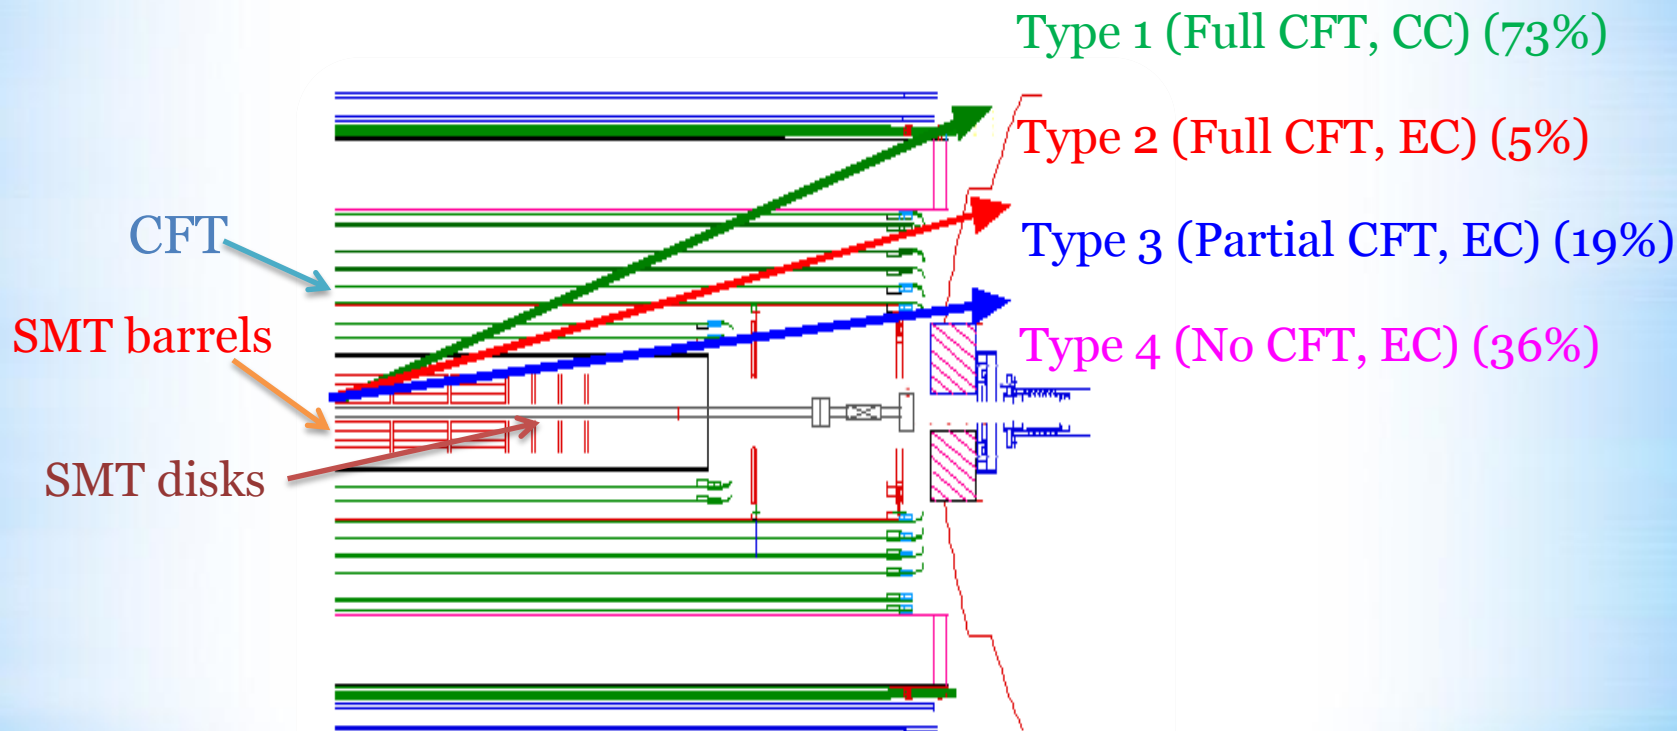 Type 1 (Full CFT, CC) (73%)
Type 2 (Full CFT, EC) (5%)
CFT
Type 3 (Partial CFT, EC) (19%)
SMT barrels
Type 4 (No CFT, EC) (36%)
SMT disks